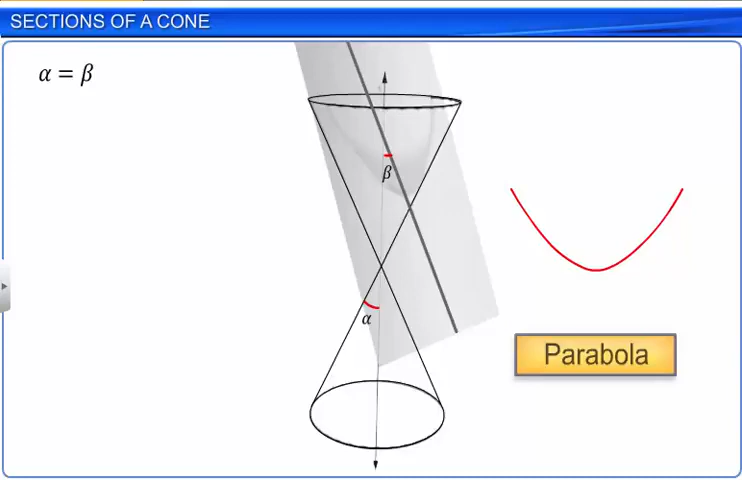 SECTIONS OF A CONE
α = β
β
α
Parabola